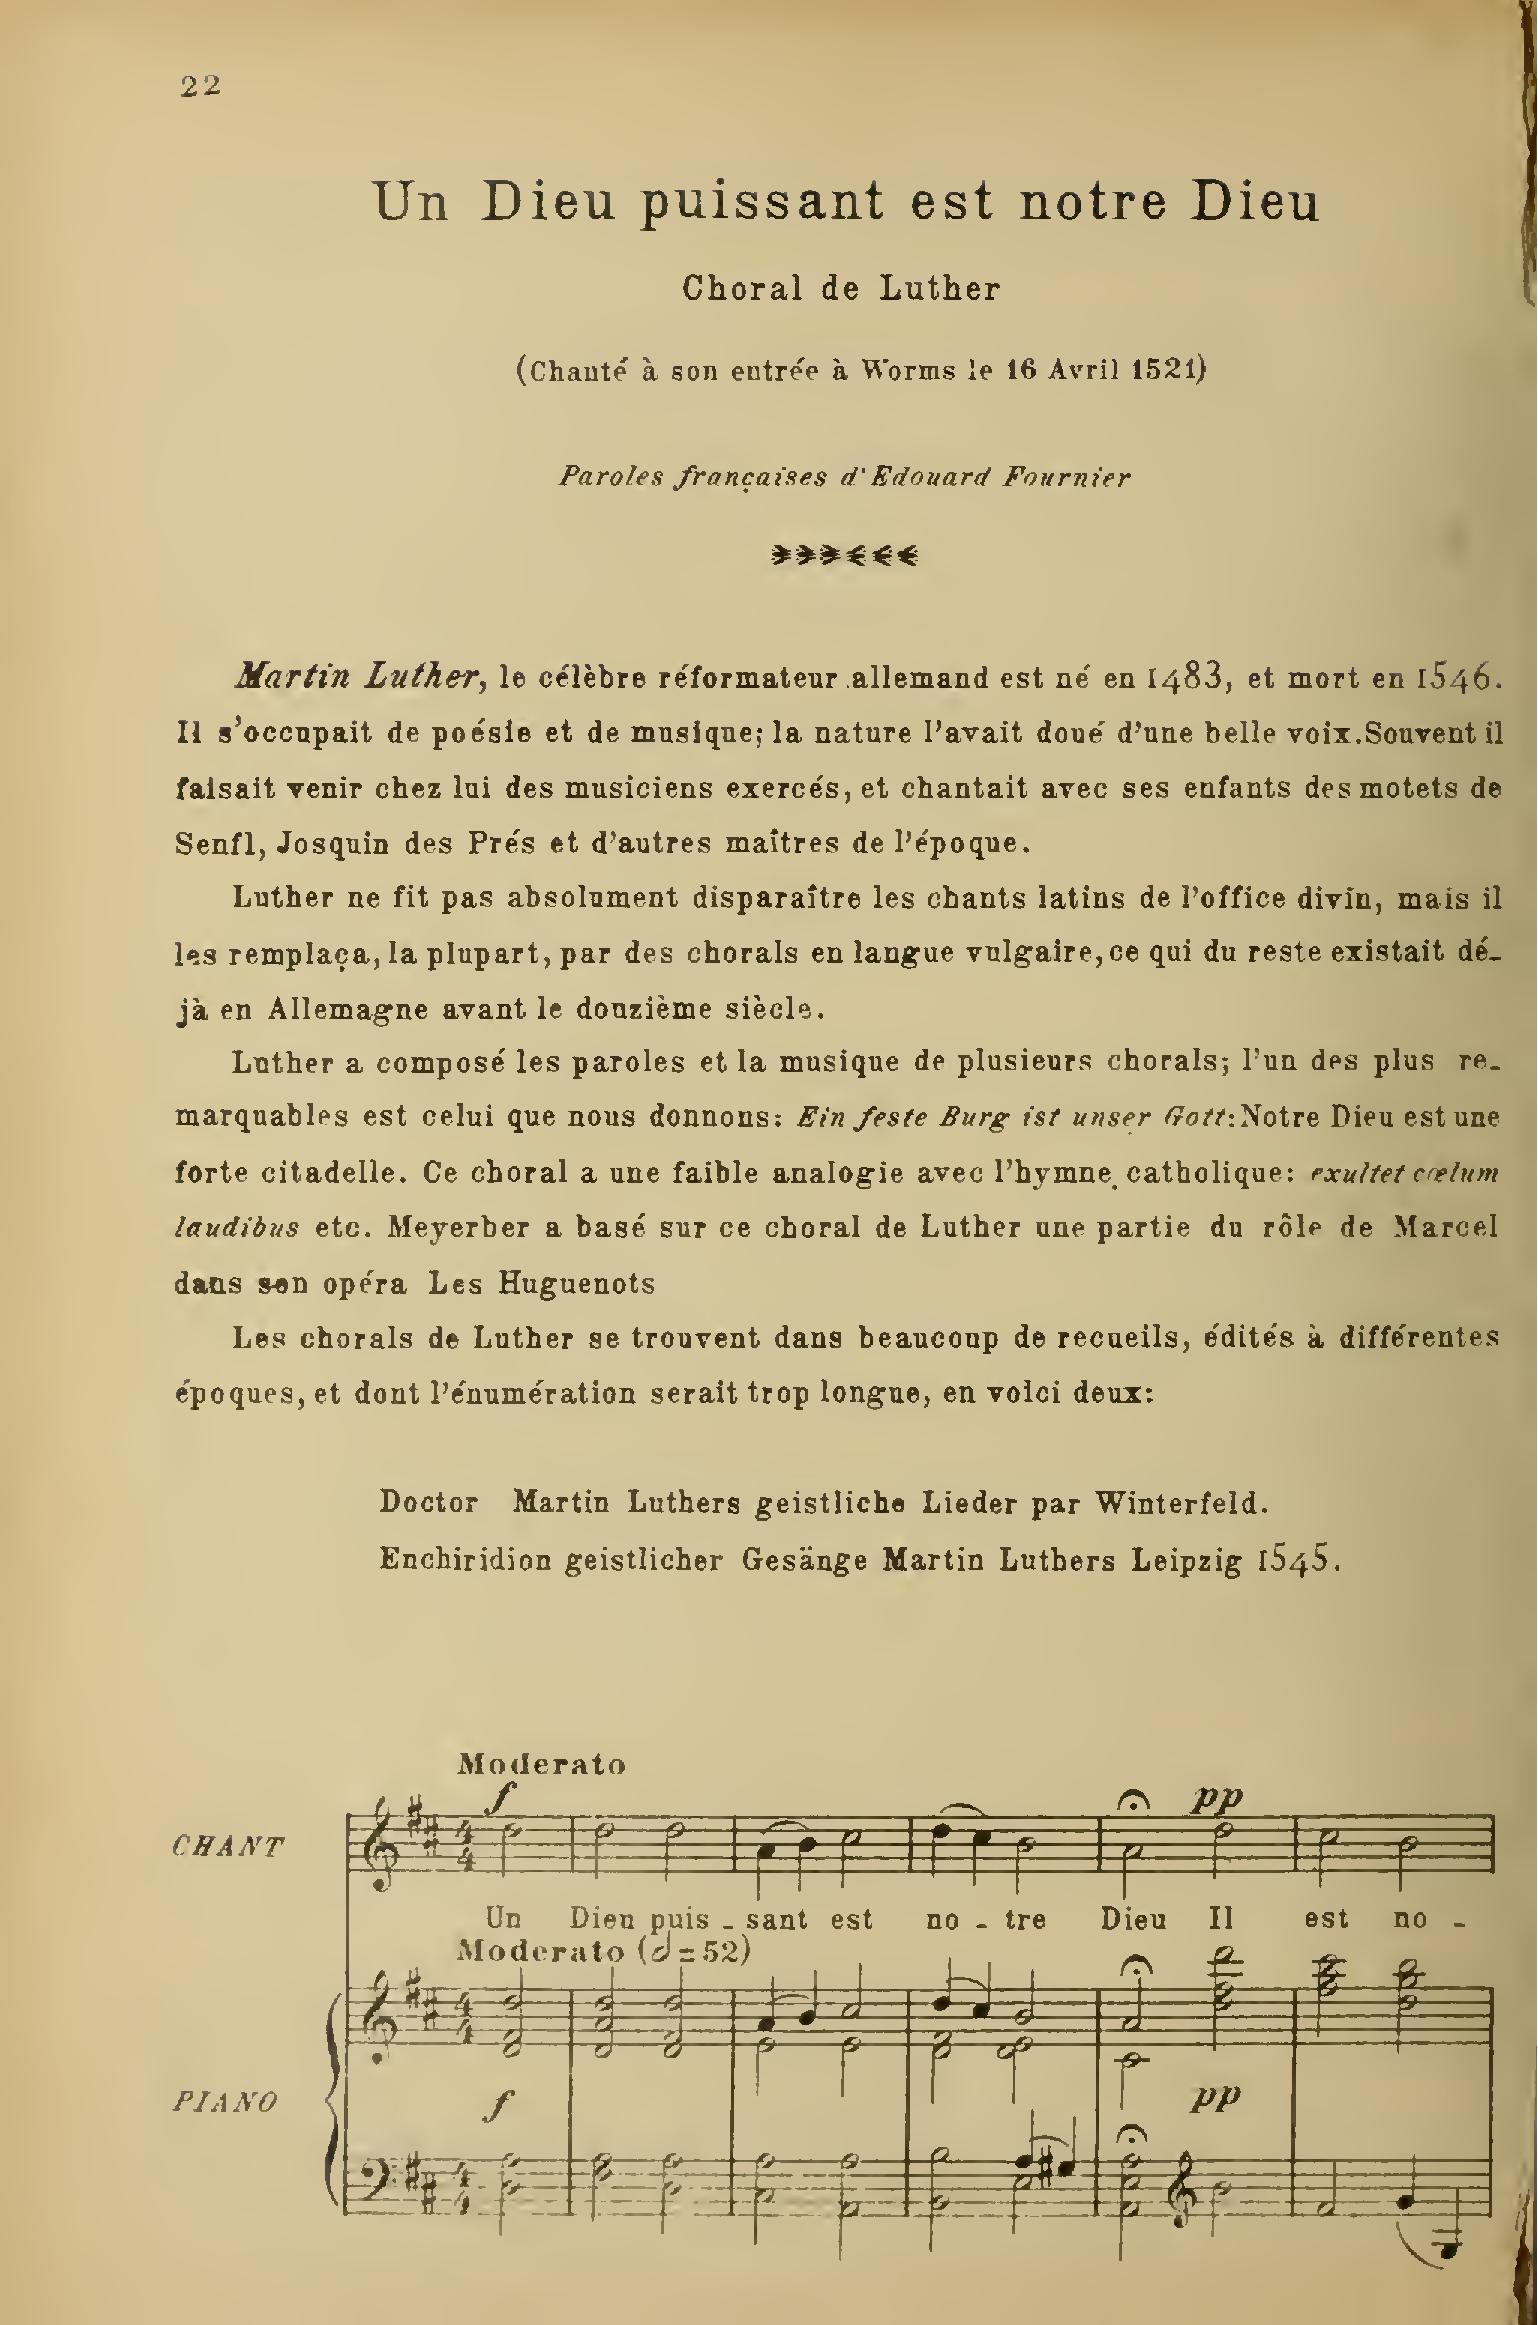 22
Un Dieu puissant est notre Dieu
Choral de Luther
(Chanté à son entrée à Worms le 16 Avril 1521)
Paroles françaises d'Edouard Fournier
Martin Luther, le célèbre réformateur allemand est né en 1483, et mort en 1546.
Il s'occupait de poésie et de musique; la nature l'avait doué d'une belle voix. Souvent il
faisait venir chez lui des musiciens exercés, et chantait avec ses enfants des motets de
Senfl, Josquin des Prés et d'autres maîtres de l'époque.
Luther ne fit pas absolument disparaître les chants latins de l'office divin, mais il
les remplaça, la plupart, par des chorals en langue vulgaire, ce qui du reste existait dé-
jà en Allemagne avant le douzième siècle.
Luther a composé les paroles et la musique de plusieurs chorals; l'un des plus re-
marquables est celui que nous donnons: Ein feste Burg ist unser Gott: Notre Dieu est une
forte citadelle. Ce choral a une faible analogie avec l'hymne catholique: exultet cœlum
laudibus etc. Meyerber a basé sur ce choral de Luther une partie du rôle de Marcel
dans son opéra Les Huguenots
Les chorals de Luther se trouvent dans beaucoup de recueils, édités à différentes
époques, et dont l'énumération serait trop longue, en voici deux:
Doctor Martin Luthers geistliche Lieder par Winterfeld.
Enchiridion geistlicher Gesänge Martin Luthers Leipzig 1545.
Moderato
f pp
CHANT
4
4
Un Dieu puis - sant est no - tre Dieu Il est no -
Moderato (𝅗𝅥 = 52)
4
4
PIANO
f pp
4
4